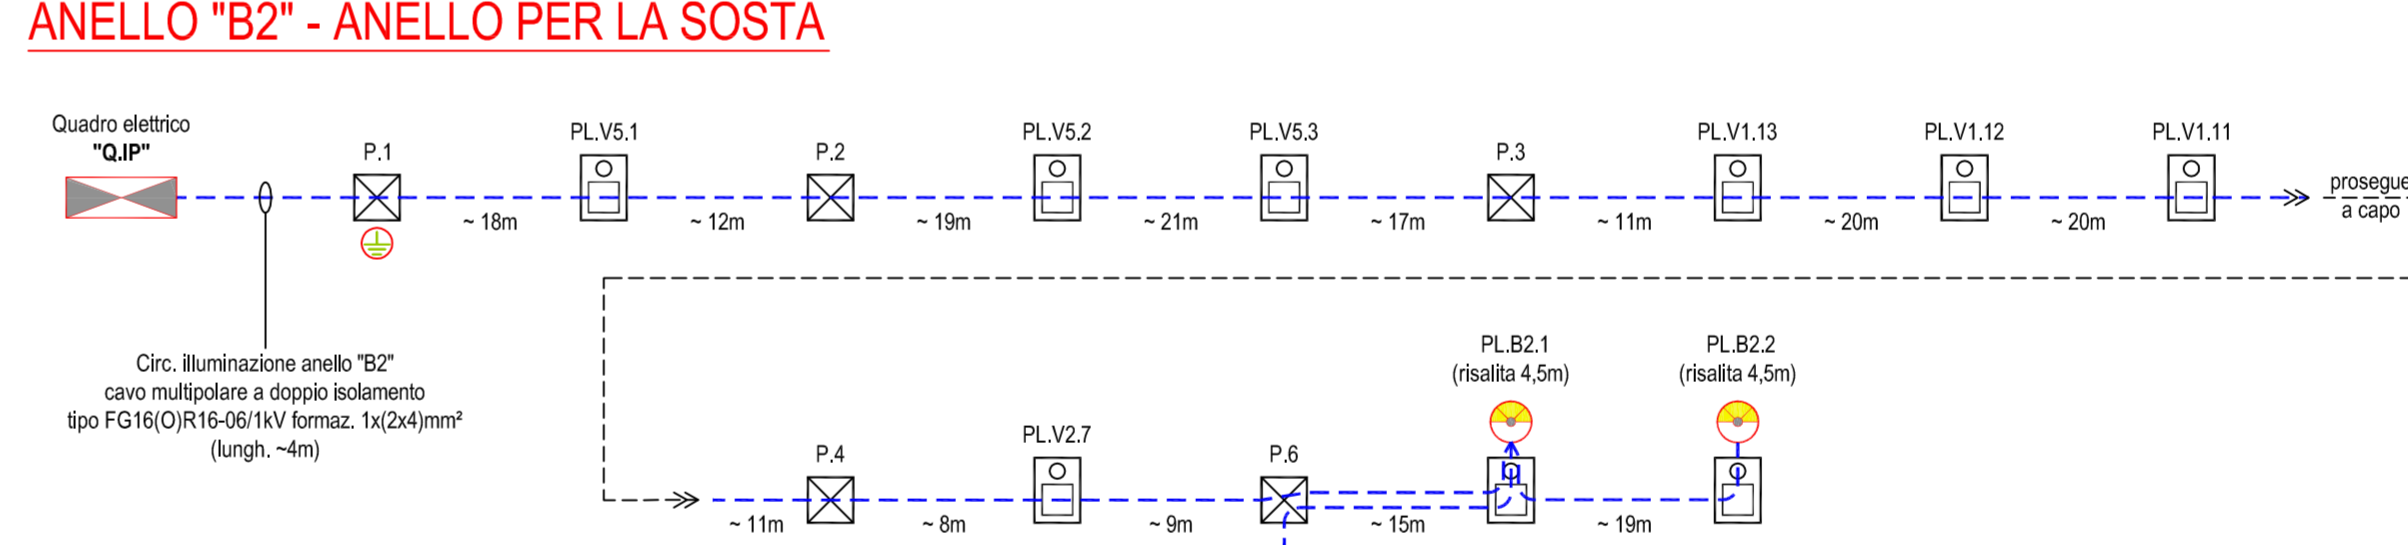 ANELLO "B2" - ANELLO PER LA SOSTA
Quadro elettrico
"Q.IP"
P.1
PL.V5.1
P.2
PL.V5.2
PL.V5.3
P.3
PL.V1.13
PL.V1.12
PL.V1.11
~ 18m
~ 12m
~ 19m
~ 21m
~ 17m
~ 11m
~ 20m
~ 20m
prosegue
a capo
Circ. illuminazione anello "B2"
cavo multipolare a doppio isolamento
tipo FG16(O)R16-06/1kV formaz. 1x(2x4)mm²
(lungh. ~4m)
PL.B2.1
(risalita 4,5m)
PL.B2.2
(risalita 4,5m)
P.4
PL.V2.7
P.6
~ 11m
~ 8m
~ 9m
~ 15m
~ 19m